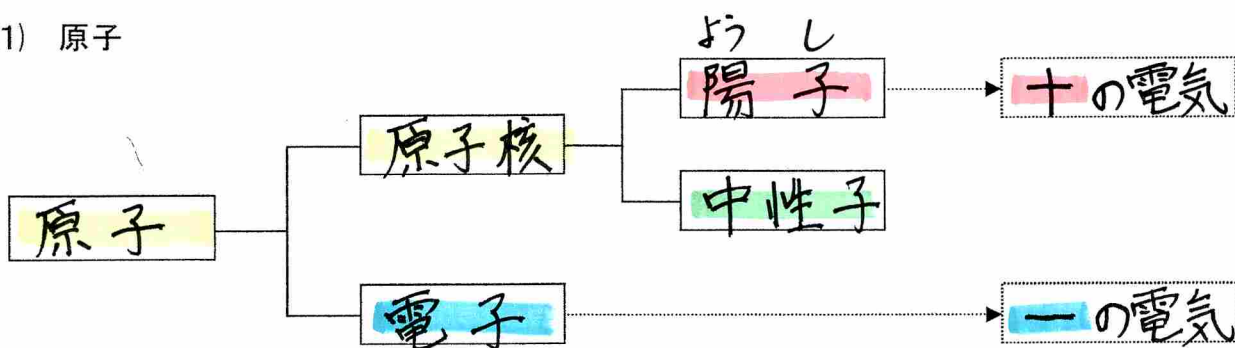 1) 原子
よう し
陽子
＋の電気
原子核
中性子
原子
電子
－の電気